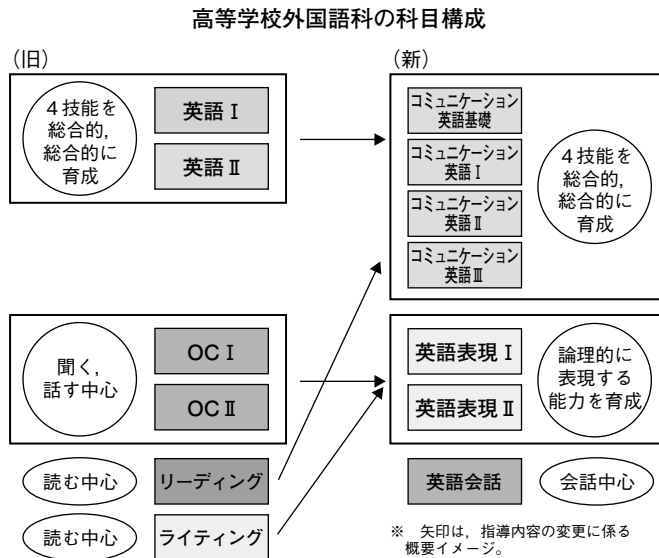 高等学校外国語科の科目構成
（旧）
４技能を
総合的，
総合的に
育成
英語Ⅰ
英語Ⅱ
聞く，
話す中心
OCⅠ
OCⅡ
読む中心
リーディング
読む中心
ライティング
（新）
コミュニケーション
英語基礎
コミュニケーション
英語Ⅰ
コミュニケーション
英語Ⅱ
コミュニケーション
英語Ⅲ
４技能を
総合的，
総合的に
育成
英語表現Ⅰ
英語表現Ⅱ
論理的に
表現する
能力を育成
英語会話
会話中心
※　矢印は，指導内容の変更に係る
概要イメージ。